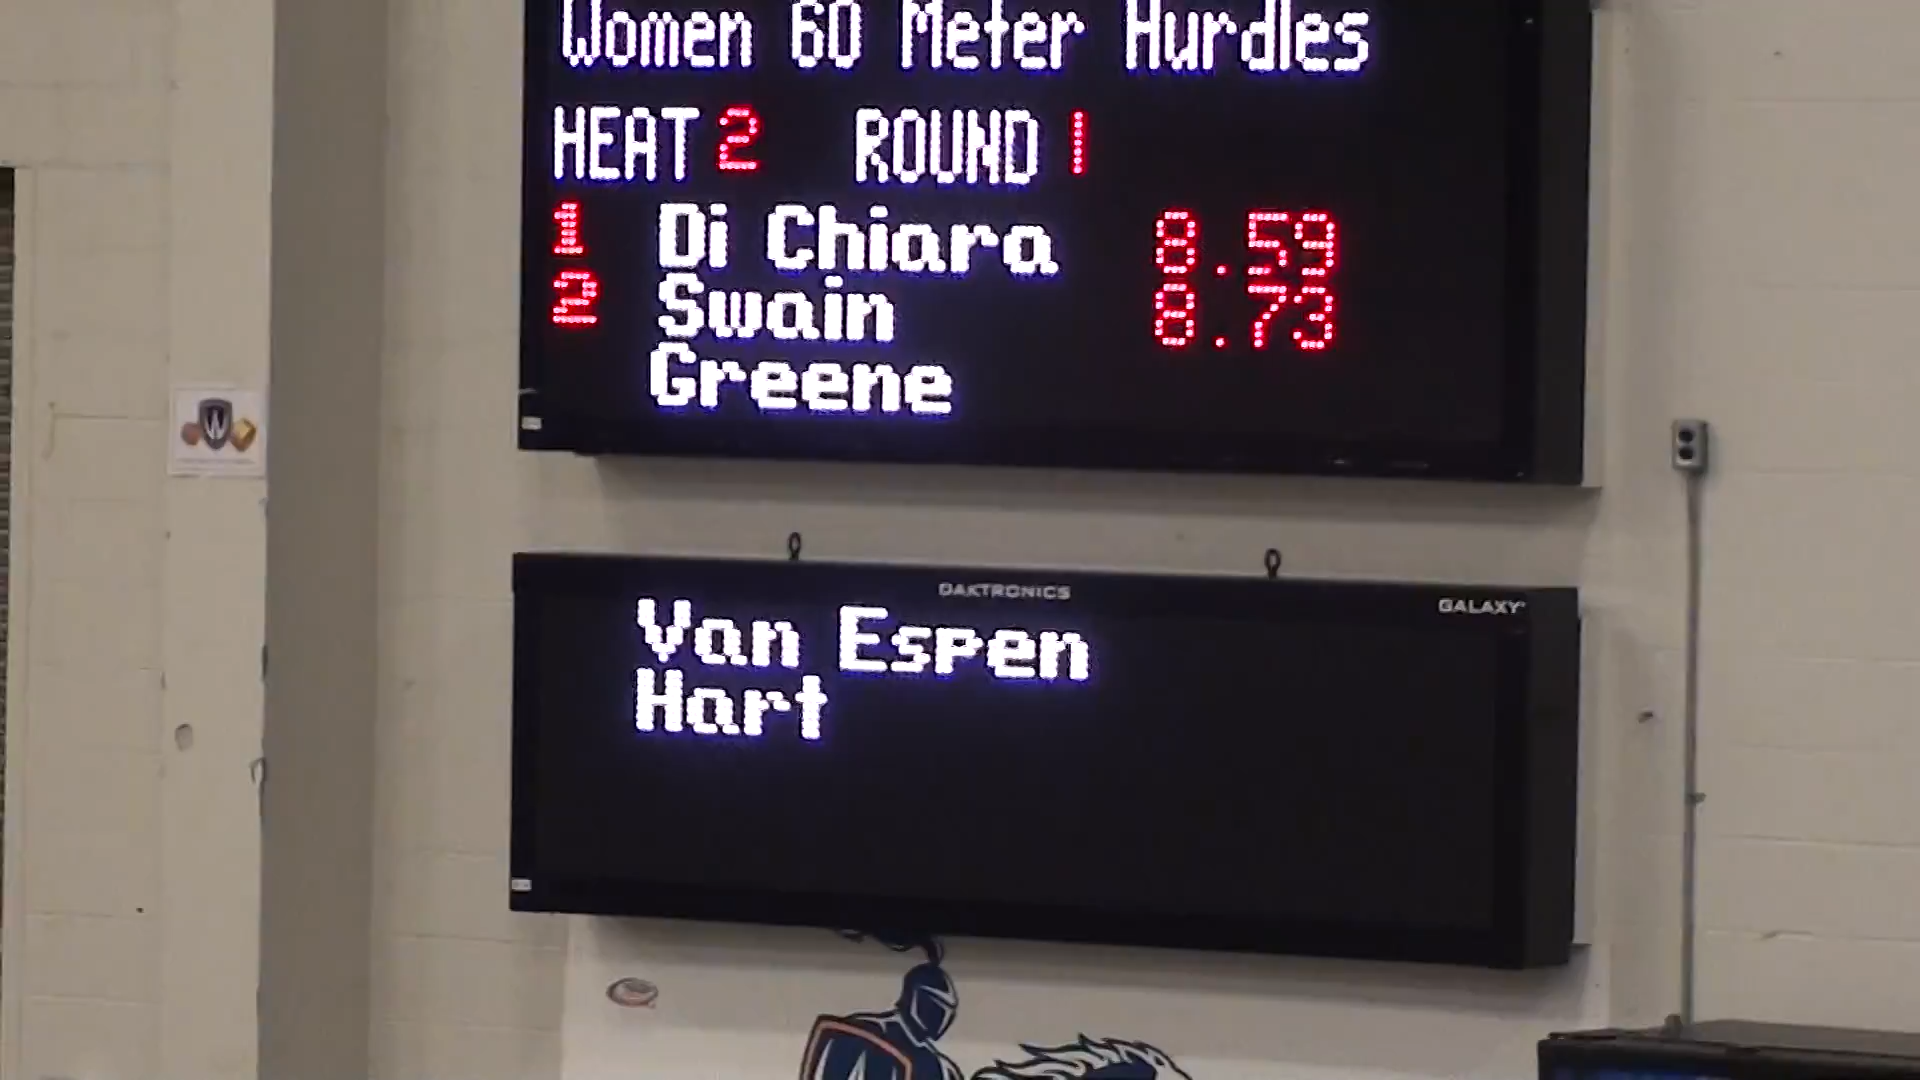 Women 60 Meter Hurdles
HEAT 2 ROUND 1
1 Di Chiara 8.59
2 Swain 8.73
Greene
DAKTRONICS
GALAXY
Van Espen
Hart
W